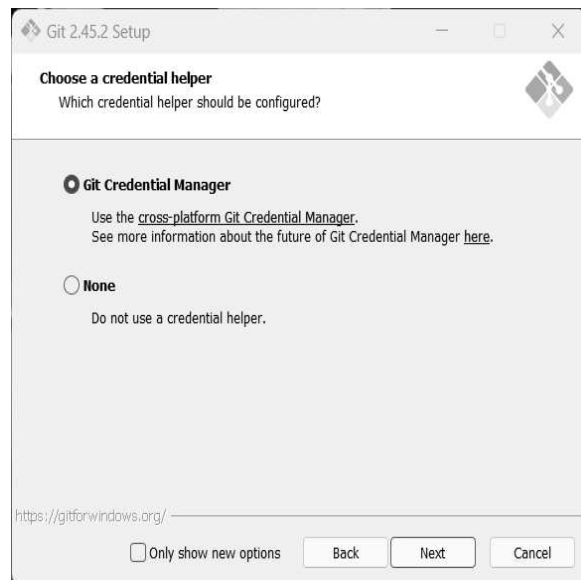 Git 2.45.2 Setup
Choose a credential helper
Which credential helper should be configured?
Git Credential Manager
Use the cross-platform Git Credential Manager.
See more information about the future of Git Credential Manager here.
None
Do not use a credential helper.
https://gitforwindows.org/
Only show new options
Back
Next
Cancel